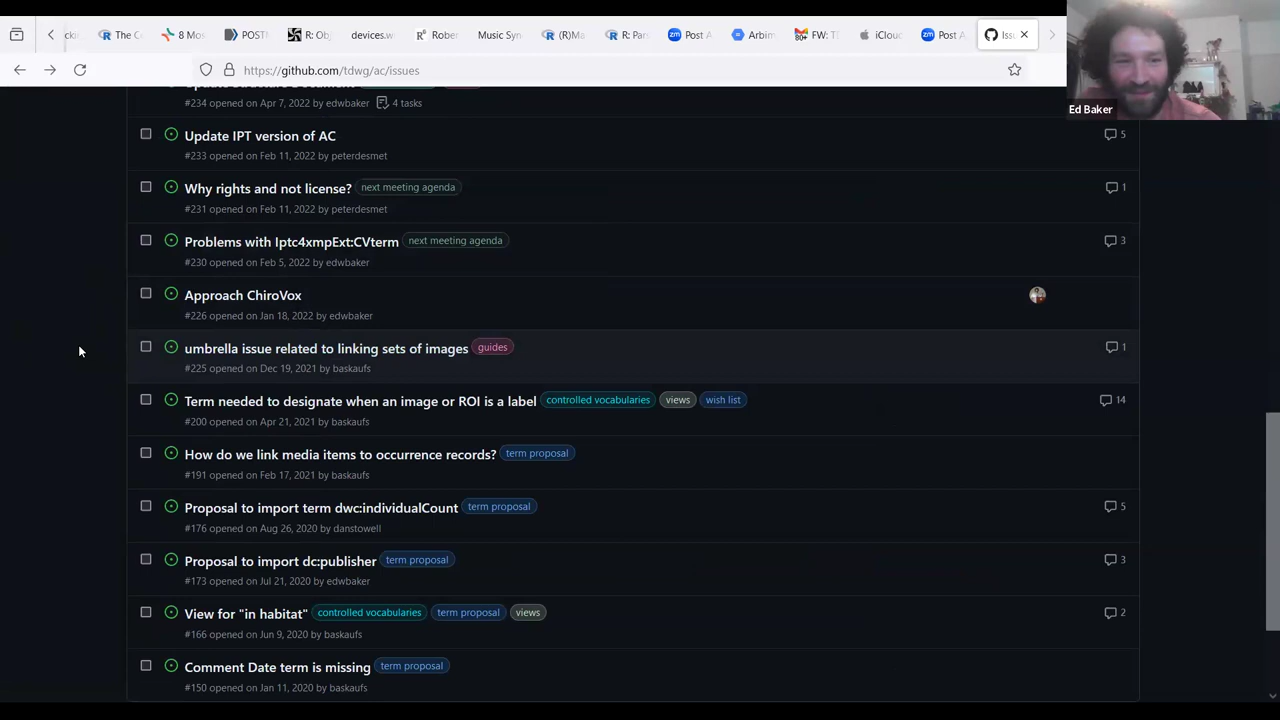 The C
8 Mo
POST
R: Obj
devices.w
Rober
Music Syn
(R)Ma
R: Pars
Post A
Arbim
FW: T
iClou
Post A
Iss
https://github.com/tdwg/ac/issues
Ed Baker
#234 opened on Apr 7, 2022 by edwbaker 4 tasks
Update IPT version of AC 5
#233 opened on Feb 11, 2022 by peterdesmet
Why rights and not license? next meeting agenda 1
#231 opened on Feb 11, 2022 by peterdesmet
Problems with Iptc4xmpExt:CVterm next meeting agenda 3
#230 opened on Feb 5, 2022 by edwbaker
Approach ChiroVox
#226 opened on Jan 18, 2022 by edwbaker
umbrella issue related to linking sets of images guides 1
#225 opened on Dec 19, 2021 by baskaufs
Term needed to designate when an image or ROI is a label controlled vocabularies views wish list 14
#200 opened on Apr 21, 2021 by baskaufs
How do we link media items to occurrence records? term proposal
#191 opened on Feb 17, 2021 by baskaufs
Proposal to import term dwc:individualCount term proposal 5
#176 opened on Aug 26, 2020 by danstowell
Proposal to import dc:publisher term proposal 3
#173 opened on Jul 21, 2020 by edwbaker
View for "in habitat" controlled vocabularies term proposal views 2
#166 opened on Jun 9, 2020 by baskaufs
Comment Date term is missing term proposal
#150 opened on Jan 11, 2020 by baskaufs